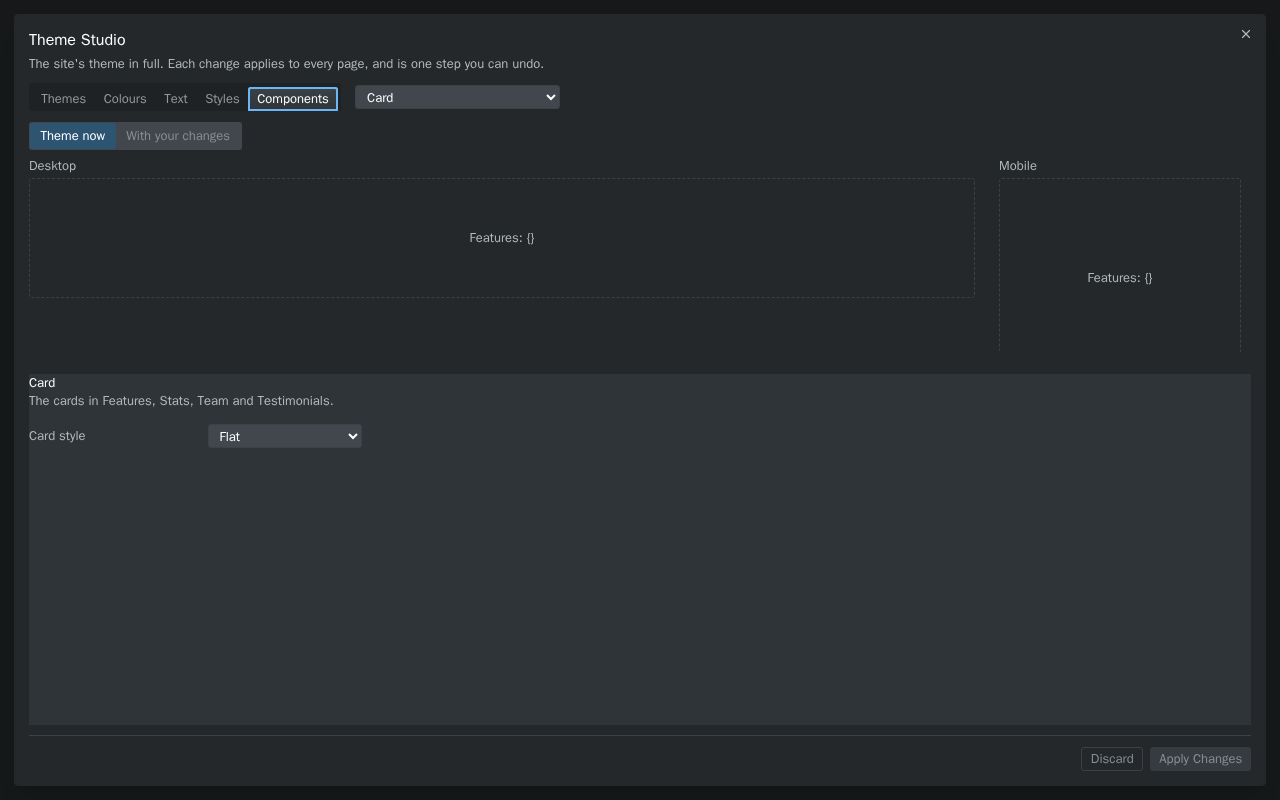 Theme Studio
The site's theme in full. Each change applies to every page, and is one step you can undo.
Themes Colours Text Styles Components Card
Theme now With your changes
Desktop Mobile
Features: {}
Features: {}
Card
The cards in Features, Stats, Team and Testimonials.
Card style Flat
Discard Apply Changes